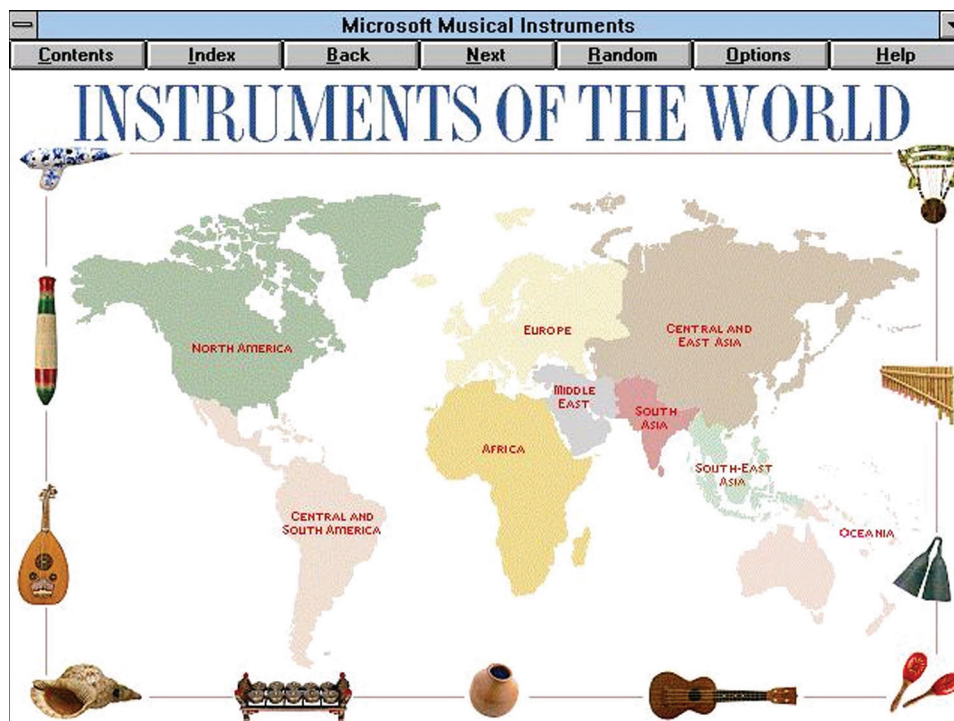 Microsoft Musical Instruments
Contents Index Back Next Random Options Help
INSTRUMENTS OF THE WORLD
NORTH AMERICA
EUROPE
CENTRAL AND
EAST ASIA
MIDDLE
EAST
SOUTH
ASIA
AFRICA
SOUTH-EAST
ASIA
CENTRAL AND
SOUTH AMERICA
OCEANIA